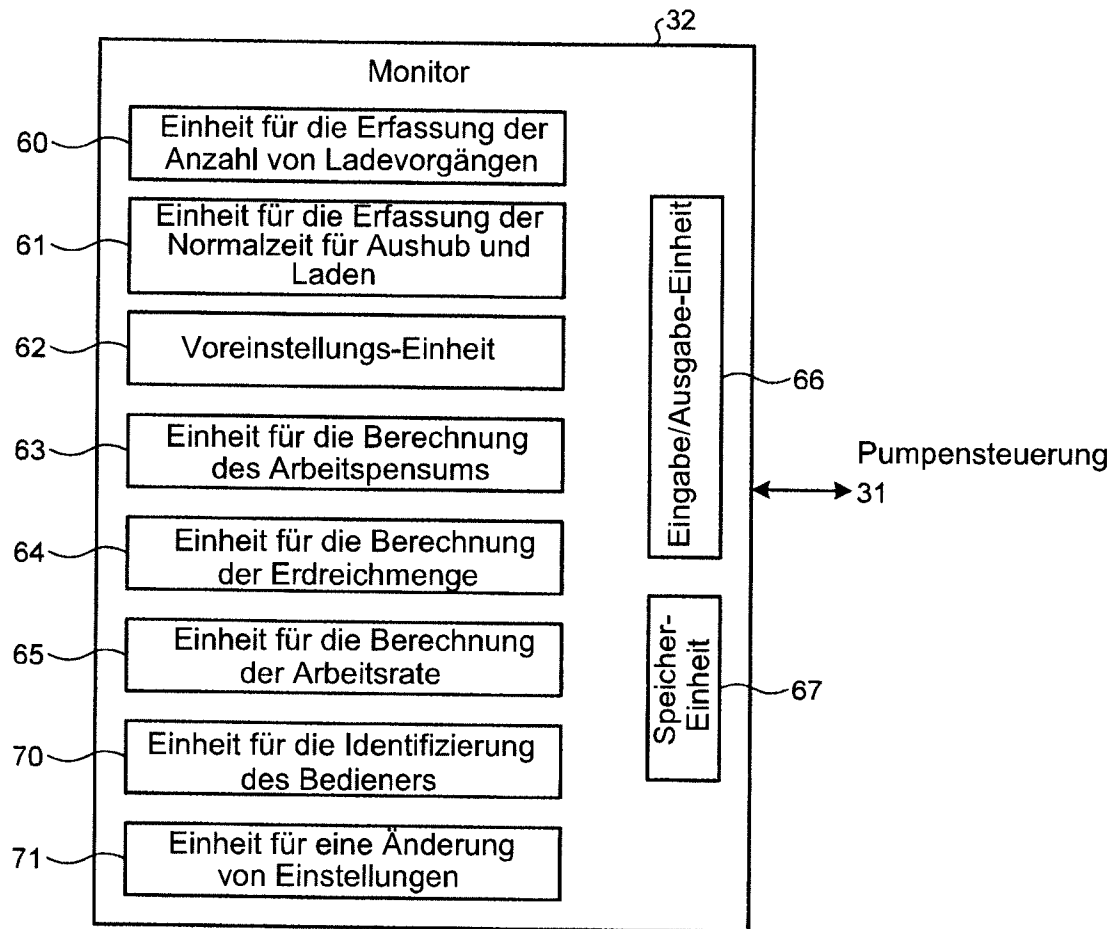 32
Monitor
60
Einheit für die Erfassung der
Anzahl von Ladevorgängen
61
Einheit für die Erfassung der
Normalzeit für Aushub und
Laden
62
Voreinstellungs-Einheit
63
Einheit für die Berechnung
des Arbeitspensums
64
Einheit für die Berechnung
der Erdreichmenge
65
Einheit für die Berechnung
der Arbeitsrate
70
Einheit für die Identifizierung
des Bedieners
71
Einheit für eine Änderung
von Einstellungen
Eingabe/Ausgabe-Einheit
66
Speicher-
Einheit
67
Pumpensteuerung
31